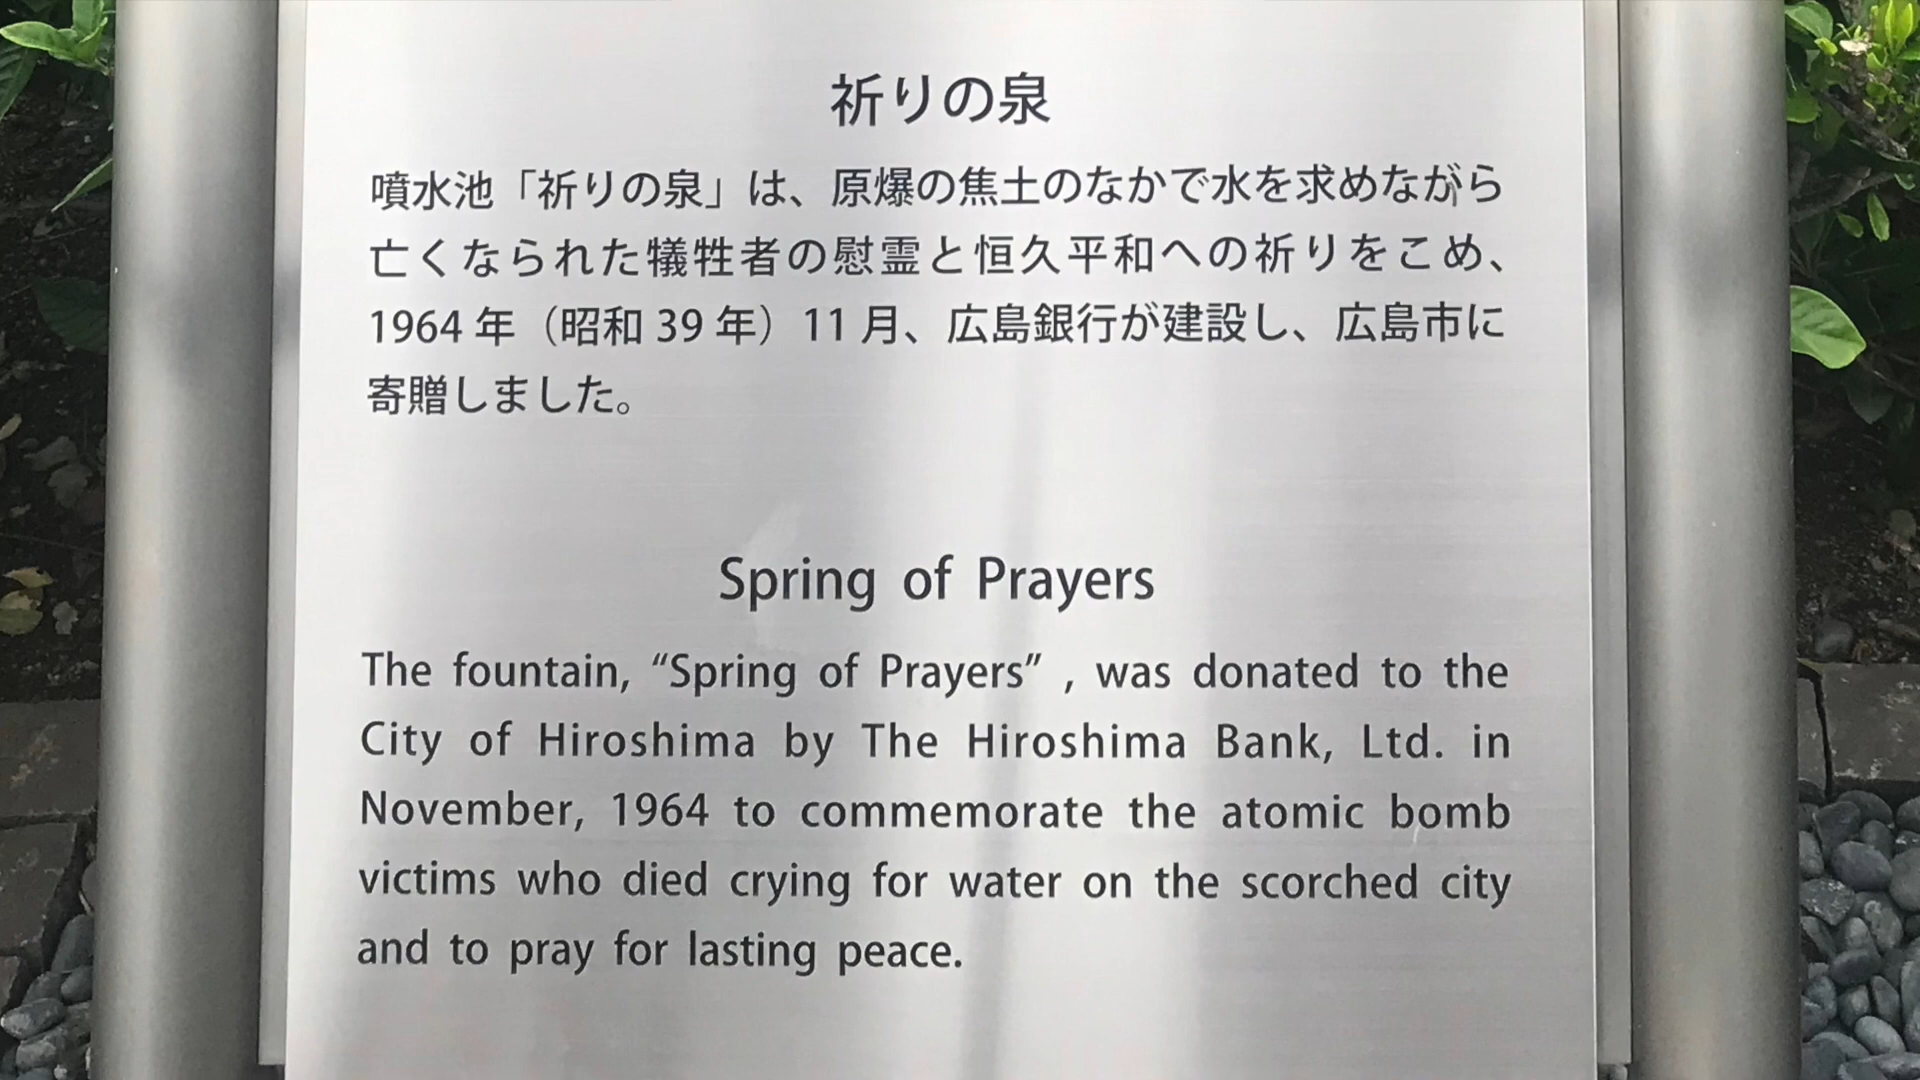 祈りの泉
噴水池「祈りの泉」は、原爆の焦土のなかで水を求めながら
亡くなられた犠牲者の慰霊と恒久平和への祈りをこめ、
1964 年（昭和 39 年）11 月、広島銀行が建設し、広島市に
寄贈しました。
Spring of Prayers
The fountain, “Spring of Prayers” , was donated to the
City of Hiroshima by The Hiroshima Bank, Ltd. in
November, 1964 to commemorate the atomic bomb
victims who died crying for water on the scorched city
and to pray for lasting peace.